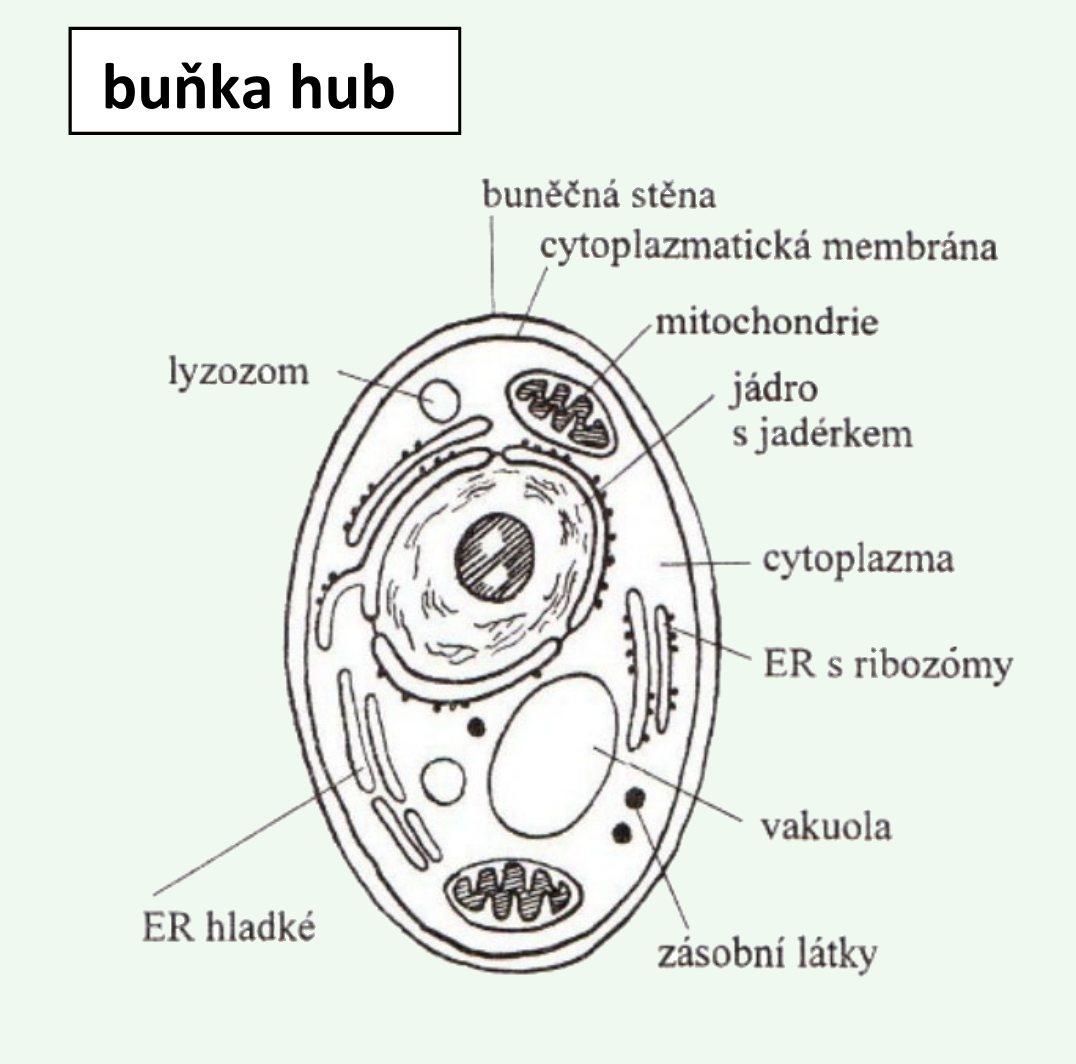 buňka hub
buněčná stěna
cytoplazmatická membrána
mitochondrie
lyzozom
jádro
s jadérkem
cytoplazma
ER s ribozómy
vakuola
ER hladké
zásobní látky